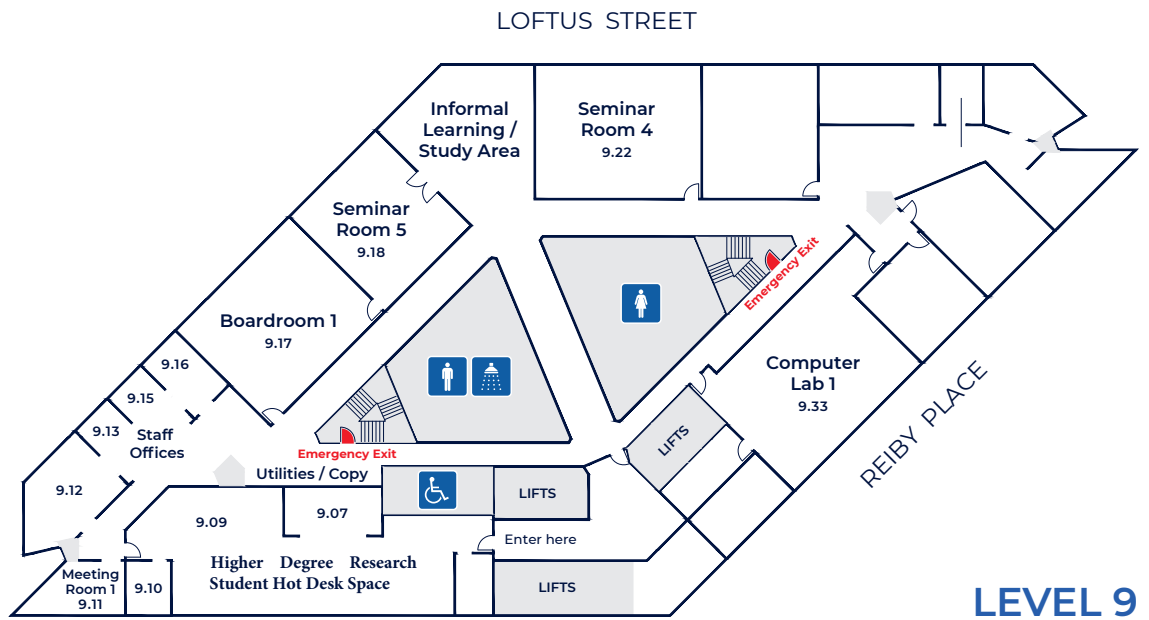 LOFTUS STREET
Informal
Learning /
Study Area
Seminar
Room 4
9.22
Seminar
Room 5
9.18
Emergency Exit
Boardroom 1
9.17
9.16
Computer
Lab 1
9.33
9.15
9.13
Staff
Offices
REIBY PLACE
LIFTS
Emergency Exit
Utilities / Copy
9.12
LIFTS
9.09
9.07
Enter here
Higher Degree Research
Student Hot Desk Space
Meeting
Room 1
9.11
9.10
LIFTS
LEVEL 9